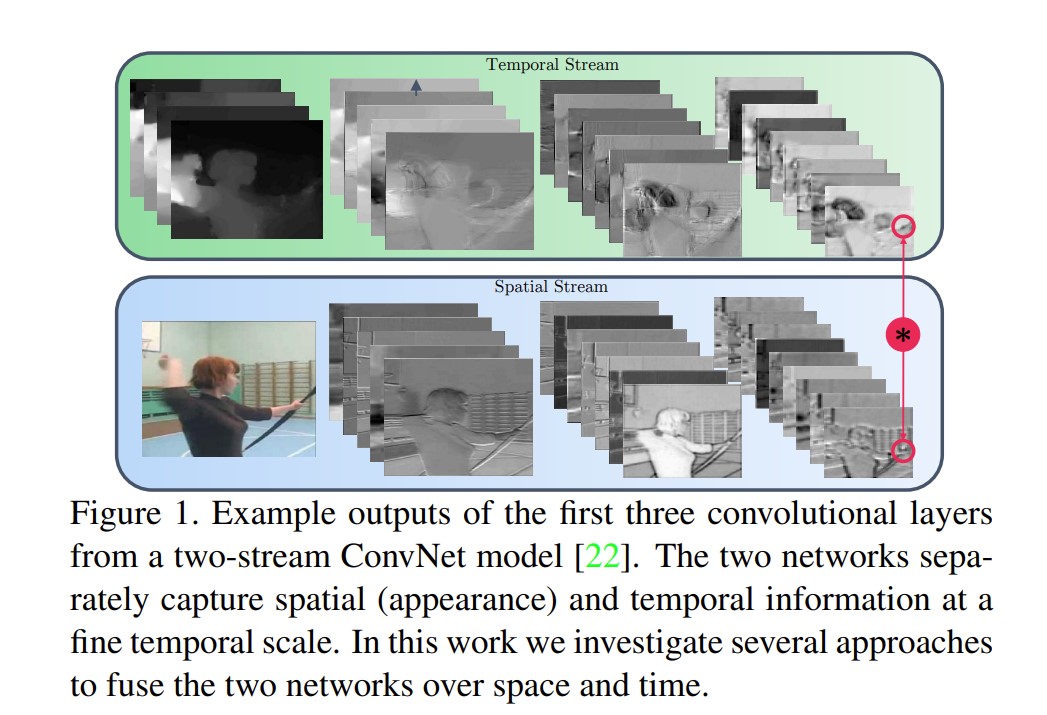 Temporal Stream
Spatial Stream
*
Figure 1. Example outputs of the first three convolutional layers
from a two-stream ConvNet model [22]. The two networks sepa-
rately capture spatial (appearance) and temporal information at a
fine temporal scale. In this work we investigate several approaches
to fuse the two networks over space and time.